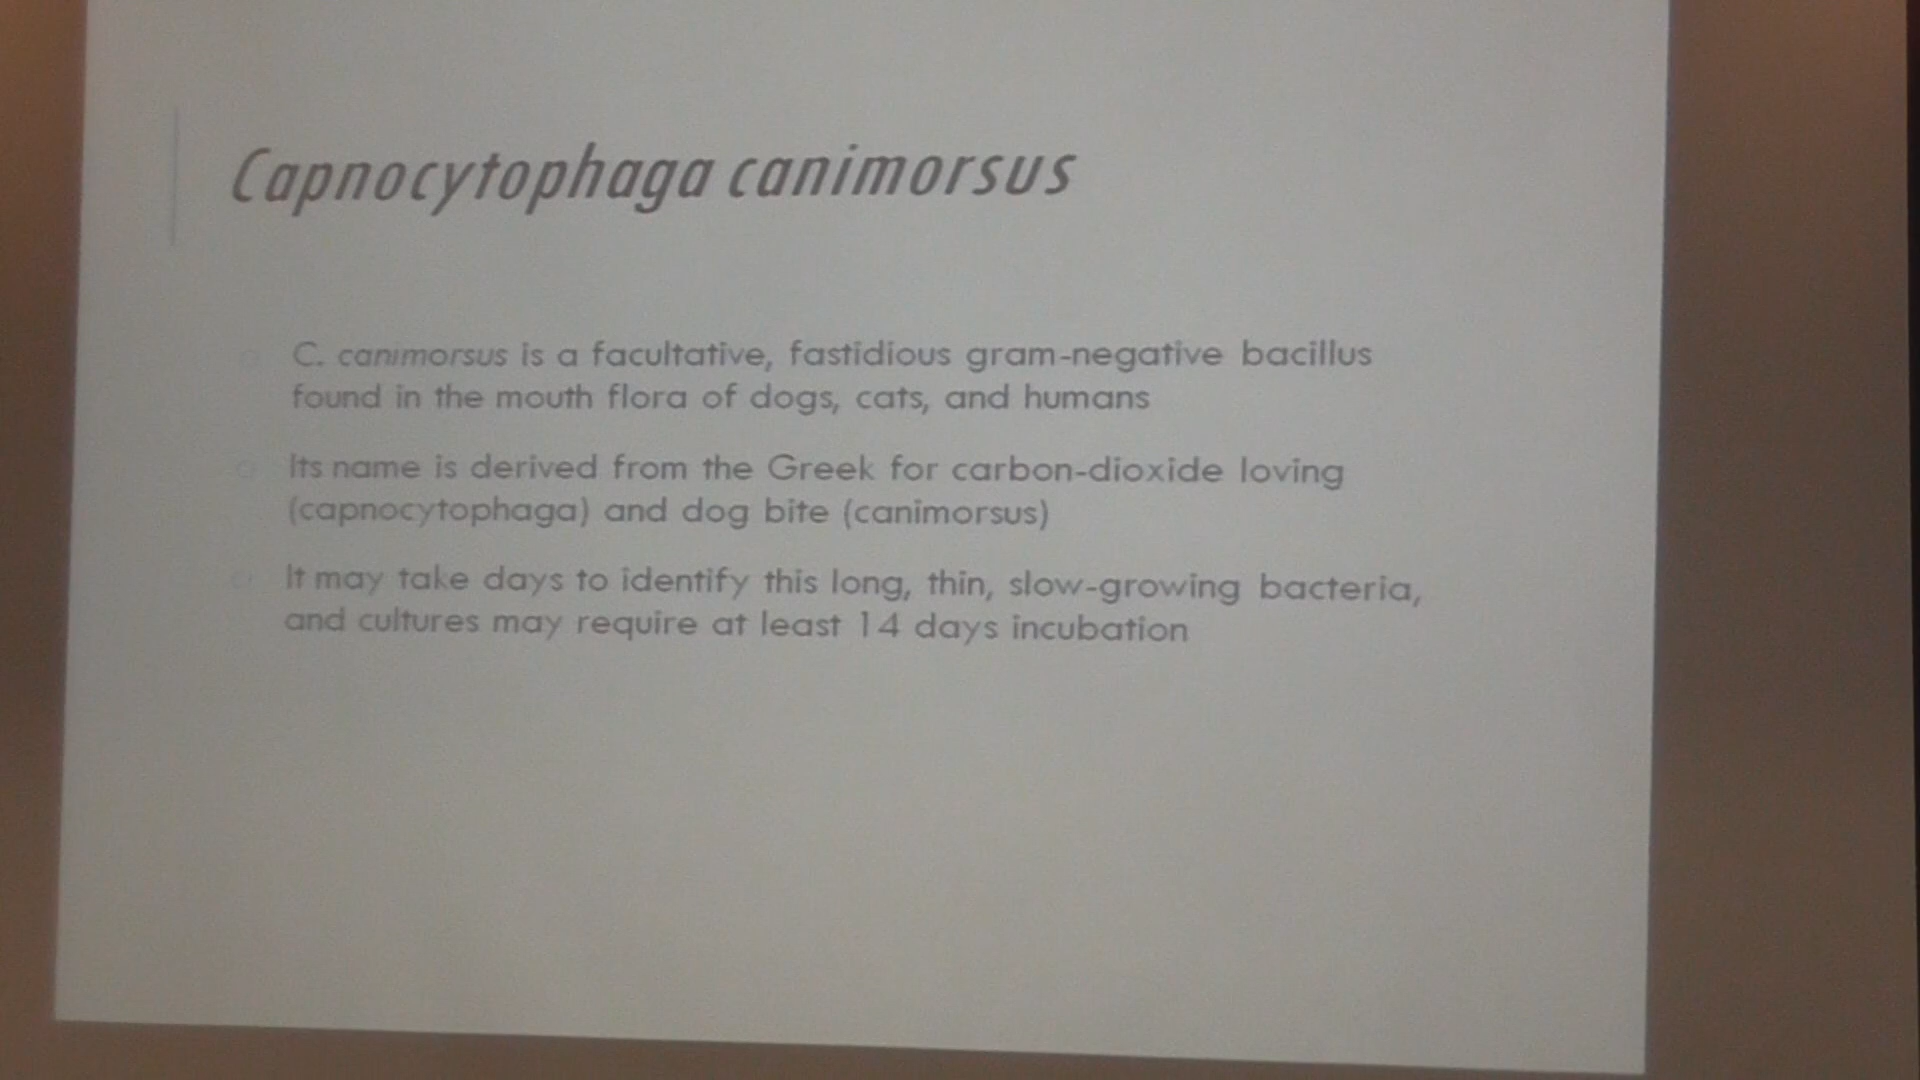 Capnocytophaga canimorsus
C. canimorsus is a facultative, fastidious gram-negative bacillus
found in the mouth flora of dogs, cats, and humans
Its name is derived from the Greek for carbon-dioxide loving
(capnocytophaga) and dog bite (canimorsus)
It may take days to identify this long, thin, slow-growing bacteria,
and cultures may require at least 14 days incubation